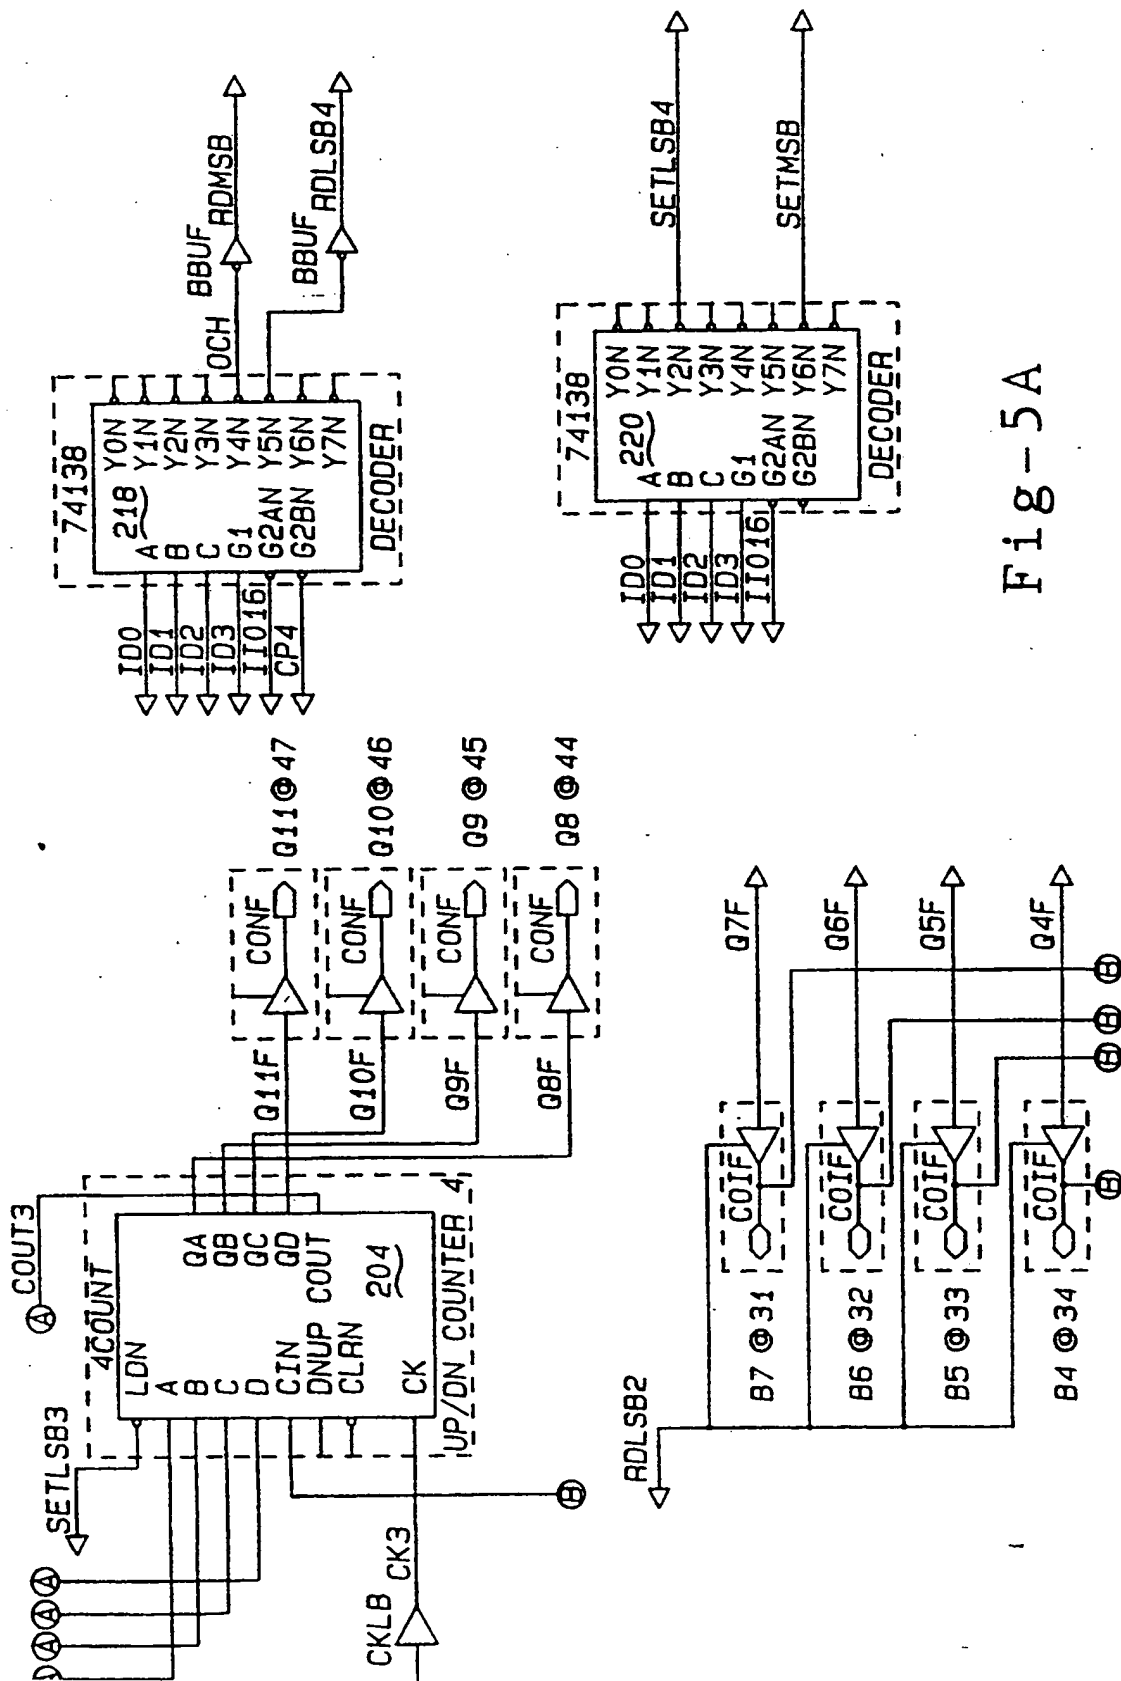 COUT3
A
SETLSB3
4COUNT
LDN
A
B
C
D
CIN
DNUP
CLRN
CK
QA
QB
QC
QD
COUT
204
4
UP/DN COUNTER
A
A
A
CKLB
CK3
B
Q11F
Q10F
Q9F
Q8F
CONF
CONF
CONF
CONF
Q11@47
Q10@46
Q9 @45
Q8 @44
74138
218
A
B
C
G1
G2AN
G2BN
Y0N
Y1N
Y2N
Y3N
Y4N
Y5N
Y6N
Y7N
DECODER
ID0
ID1
ID2
ID3
IIO16
CP4
OCH
BBUF
RDMSB
BBUF
RDLSB4
RDLSB2
B7 @31
B6 @32
B5 @33
B4 @34
COIF
COIF
COIF
COIF
Q7F
Q6F
Q5F
Q4F
B
B
B
B
74138
220
A
B
C
G1
G2AN
G2BN
Y0N
Y1N
Y2N
Y3N
Y4N
Y5N
Y6N
Y7N
DECODER
ID0
ID1
ID2
ID3
IIO16
SETLSB4
SETMSB
Fig-5A